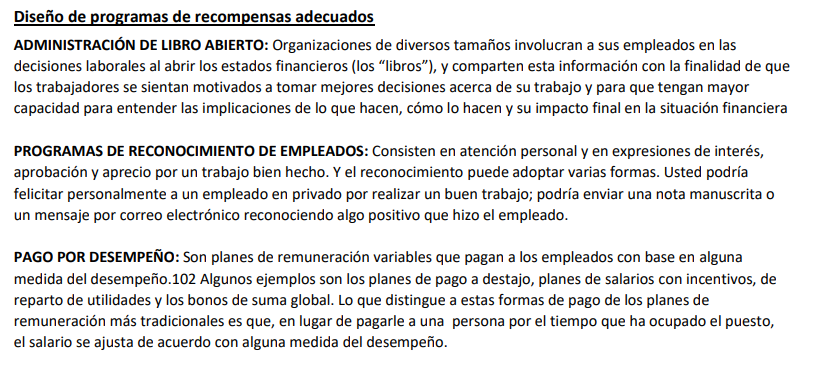 Diseño de programas de recompensas adecuados
ADMINISTRACIÓN DE LIBRO ABIERTO: Organizaciones de diversos tamaños involucran a sus empleados en las
decisiones laborales al abrir los estados financieros (los “libros”), y comparten esta información con la finalidad de que
los trabajadores se sientan motivados a tomar mejores decisiones acerca de su trabajo y para que tengan mayor
capacidad para entender las implicaciones de lo que hacen, cómo lo hacen y su impacto final en la situación financiera
PROGRAMAS DE RECONOCIMIENTO DE EMPLEADOS: Consisten en atención personal y en expresiones de interés,
aprobación y aprecio por un trabajo bien hecho. Y el reconocimiento puede adoptar varias formas. Usted podría
felicitar personalmente a un empleado en privado por realizar un buen trabajo; podría enviar una nota manuscrita o
un mensaje por correo electrónico reconociendo algo positivo que hizo el empleado.
PAGO POR DESEMPEÑO: Son planes de remuneración variables que pagan a los empleados con base en alguna
medida del desempeño.102 Algunos ejemplos son los planes de pago a destajo, planes de salarios con incentivos, de
reparto de utilidades y los bonos de suma global. Lo que distingue a estas formas de pago de los planes de
remuneración más tradicionales es que, en lugar de pagarle a una persona por el tiempo que ha ocupado el puesto,
el salario se ajusta de acuerdo con alguna medida del desempeño.